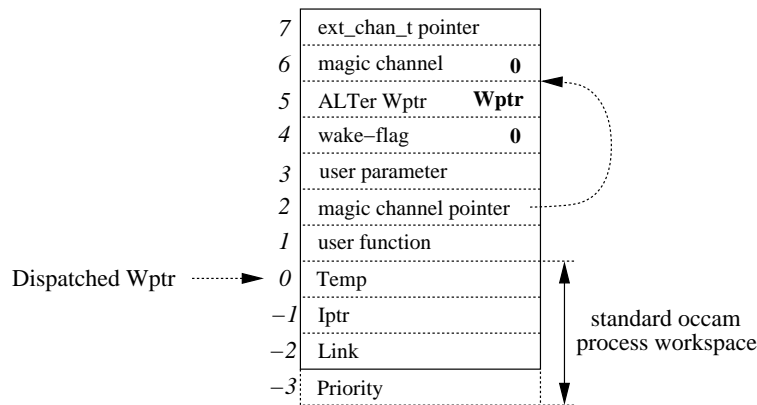 7 ext_chan_t pointer
6 magic channel 0
5 ALTer Wptr Wptr
4 wake−flag 0
3 user parameter
2 magic channel pointer
1 user function
Dispatched Wptr 0 Temp
−1 Iptr
standard occam
process workspace
−2 Link
−3 Priority